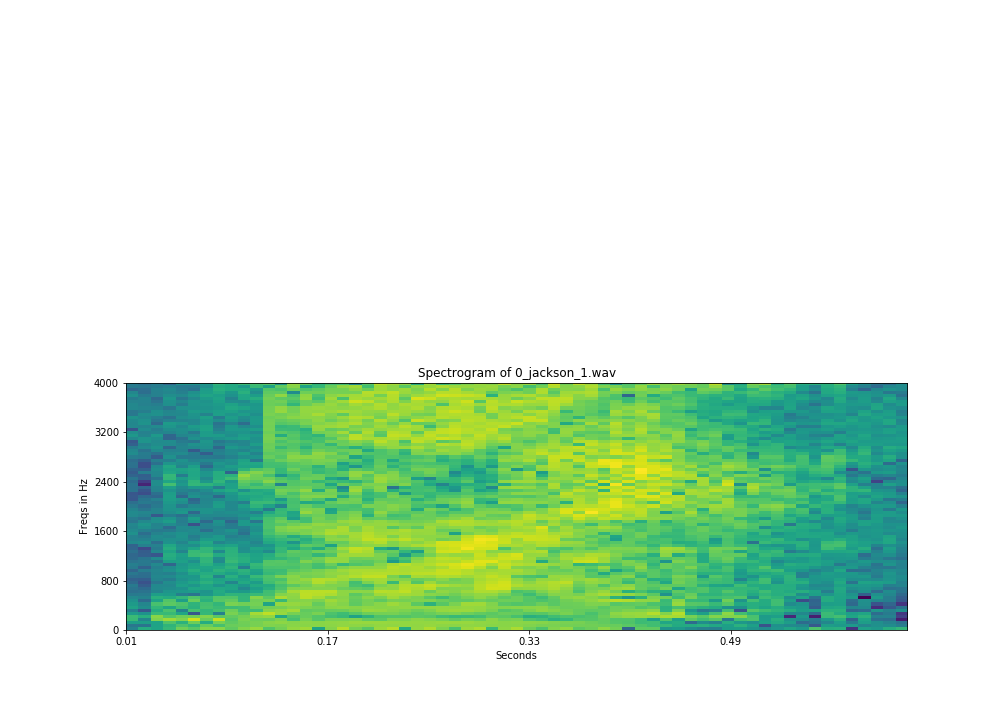 Spectrogram of 0_jackson_1.wav
4000
3200
2400
1600
800
0
Freqs in Hz
0.01 0.17 0.33 0.49
Seconds